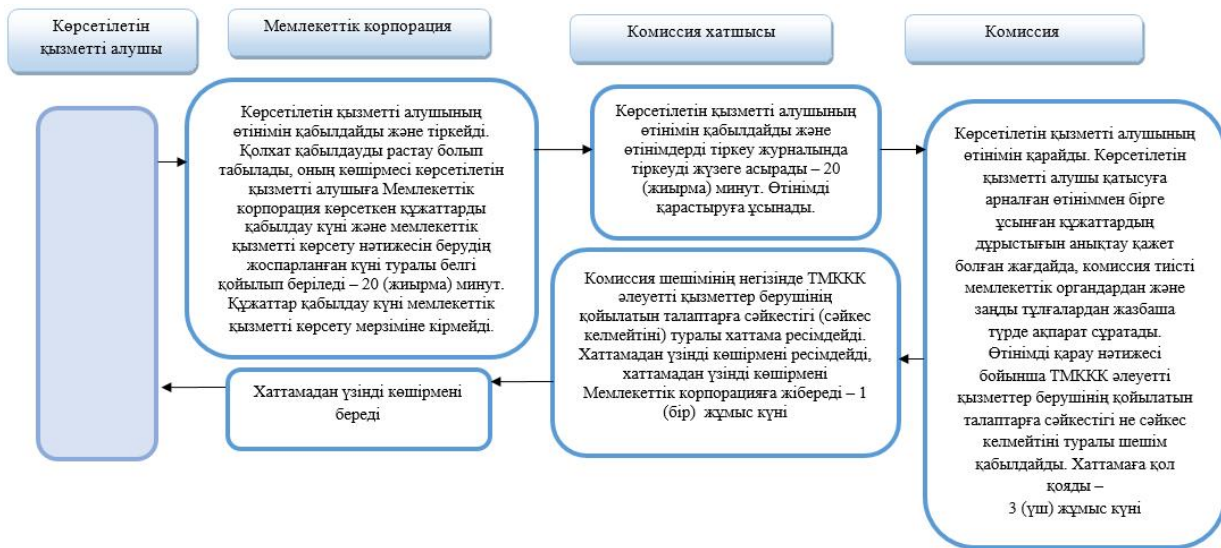 Көрсетілетін
қызметті алушы
Мемлекеттік корпорация
Комиссия хатшысы
Комиссия
Көрсетілетін қызметті алушының
өтінімін қабылдайды және тіркейді.
Қолхат қабылдауды растау болып
табылады, оның көшірмесі көрсетілетін
қызметті алушыға Мемлекеттік
корпорация көрсеткен құжаттарды
қабылдау күні және мемлекеттік
қызметті көрсету нәтижесін берудің
жоспарланған күні туралы белгі
қойылып беріледі – 20 (жиырма) минут.
Құжаттар қабылдау күні мемлекеттік
қызметті көрсету мерзіміне кірмейді.
Көрсетілетін қызметті алушының
өтінімін қабылдайды және
өтінімдерді тіркеу журналында
тіркеуді жүзеге асырады – 20
(жиырма) минут. Өтінімді
қарастыруға ұсынады.
Көрсетілетін қызметті алушының
өтінімін қарайды. Көрсетілетін
қызметті алушы қатысуға
арналған өтініммен бірге
ұсынған құжаттардың
дұрыстығын анықтау қажет
болған жағдайда, комиссия тиісті
мемлекеттік органдардан және
заңды тұлғалардан жазбаша
түрде ақпарат сұратады.
Өтінімді қарау нәтижесі
бойынша ТМККК әлеуетті
қызметтер берушінің қойылатын
талаптарға сәйкестігі не сәйкес
келмейтіні туралы шешім
қабылдайды. Хаттамаға қол
қояды –
3 (үш) жұмыс күні
Комиссия шешімінің негізінде ТМККК
әлеуетті қызметтер берушінің
қойылатын талаптарға сәйкестігі (сәйкес
келмейтіні) туралы хаттама ресімдейді.
Хаттамадан үзінді көшірмені ресімдейді,
хаттамадан үзінді көшірмені
Мемлекеттік корпорацияға жібереді – 1
(бір) жұмыс күні
Хаттамадан үзінді көшірмені
береді